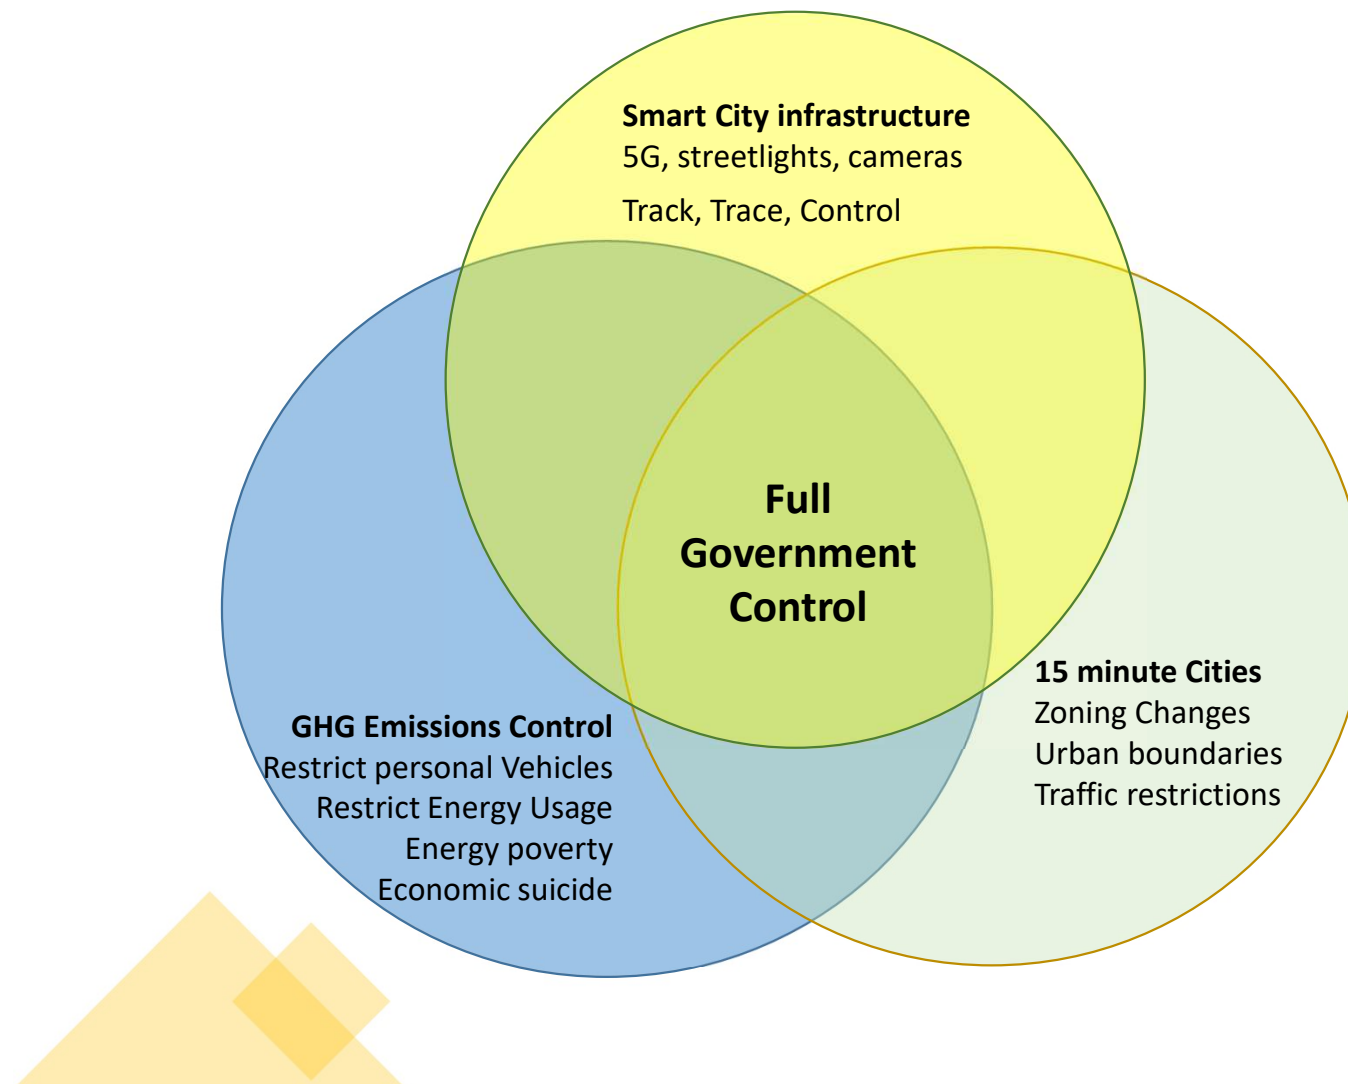 Smart City infrastructure
5G, streetlights, cameras
Track, Trace, Control
Full
Government
Control
GHG Emissions Control
Restrict personal Vehicles
Restrict Energy Usage
Energy poverty
Economic suicide
15 minute Cities
Zoning Changes
Urban boundaries
Traffic restrictions